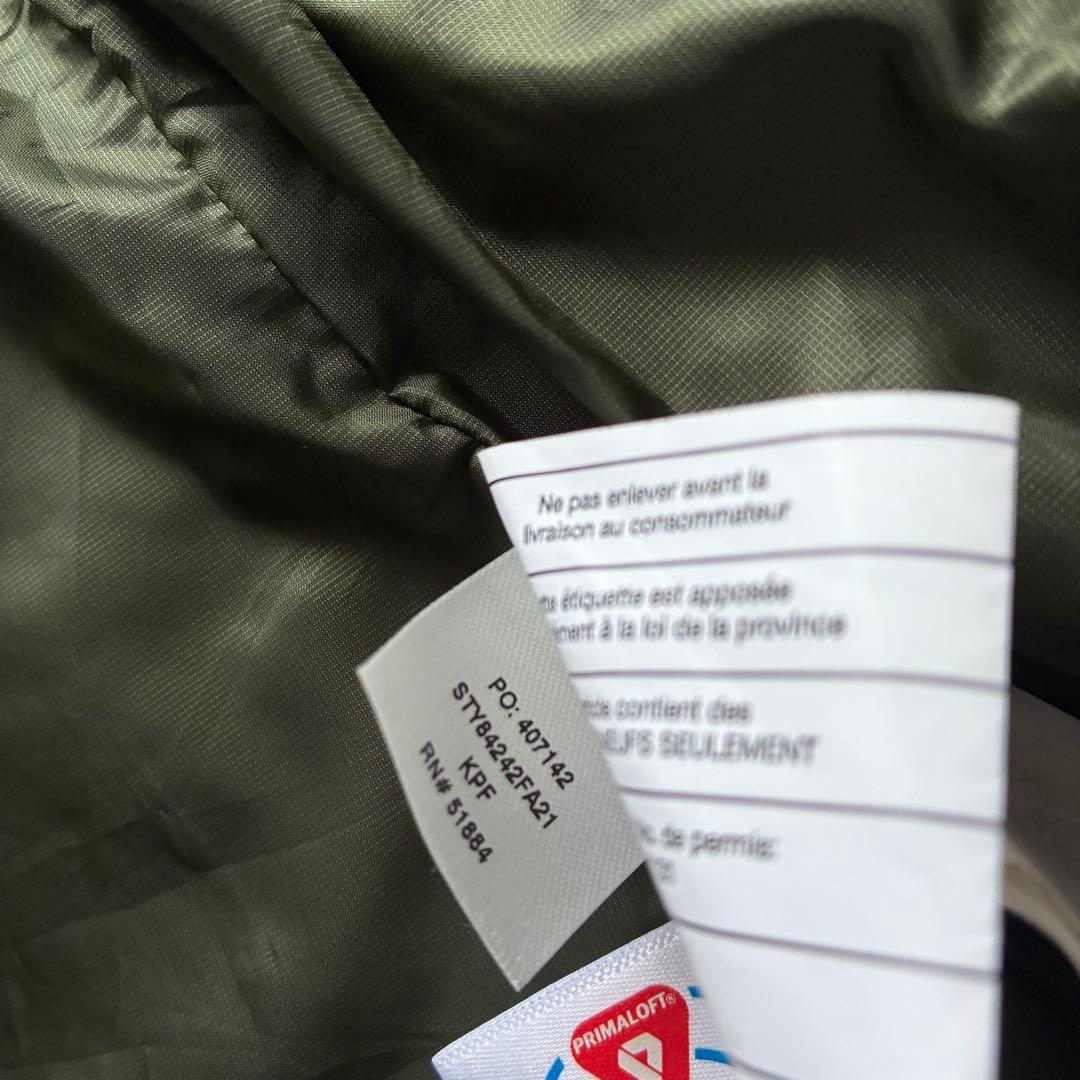 Ne pas enlever avant la
livraison au consommateur
étiquette est apposée
à la loi de la province
contient des
SEULEMENT
de permis:
PO: 407142
STY84242FA21
KPF
RN# 51884
PRIMALOFT®